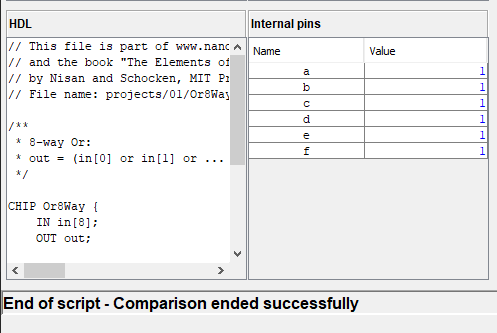 HDL
// This file is part of www.nand
// and the book "The Elements of
// by Nisan and Schocken, MIT Pr
// File name: projects/01/Or8Way
/**
* 8-way Or:
* out = (in[0] or in[1] or ...
*/
CHIP Or8Way {
IN in[8];
OUT out;
Internal pins
Name Value
a 1
b 1
c 1
d 1
e 1
f 1
End of script - Comparison ended successfully